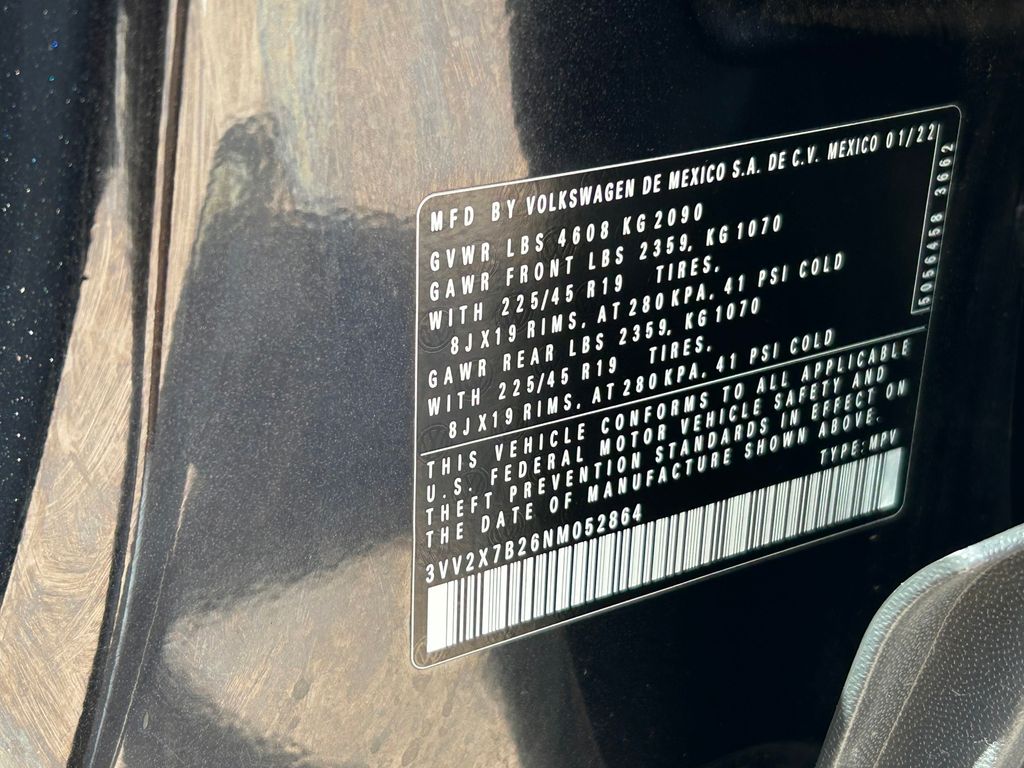 MFD BY VOLKSWAGEN DE MEXICO S.A. DE C.V. MEXICO 01/22
GVWR LBS 4608 KG 2090
GAWR FRONT LBS 2359, KG 1070
WITH 225/45 R19 TIRES,
8JX19 RIMS, AT 280 KPA, 41 PSI COLD
GAWR REAR LBS 2359, KG 1070
WITH 225/45 R19 TIRES,
8JX19 RIMS, AT 280 KPA, 41 PSI COLD
THIS VEHICLE CONFORMS TO ALL APPLICABLE
U.S. FEDERAL MOTOR VEHICLE SAFETY AND
THEFT PREVENTION STANDARDS IN EFFECT ON
THE DATE OF MANUFACTURE SHOWN ABOVE.
TYPE: MPV
3VV2X7B26NM052864
5056458 3662